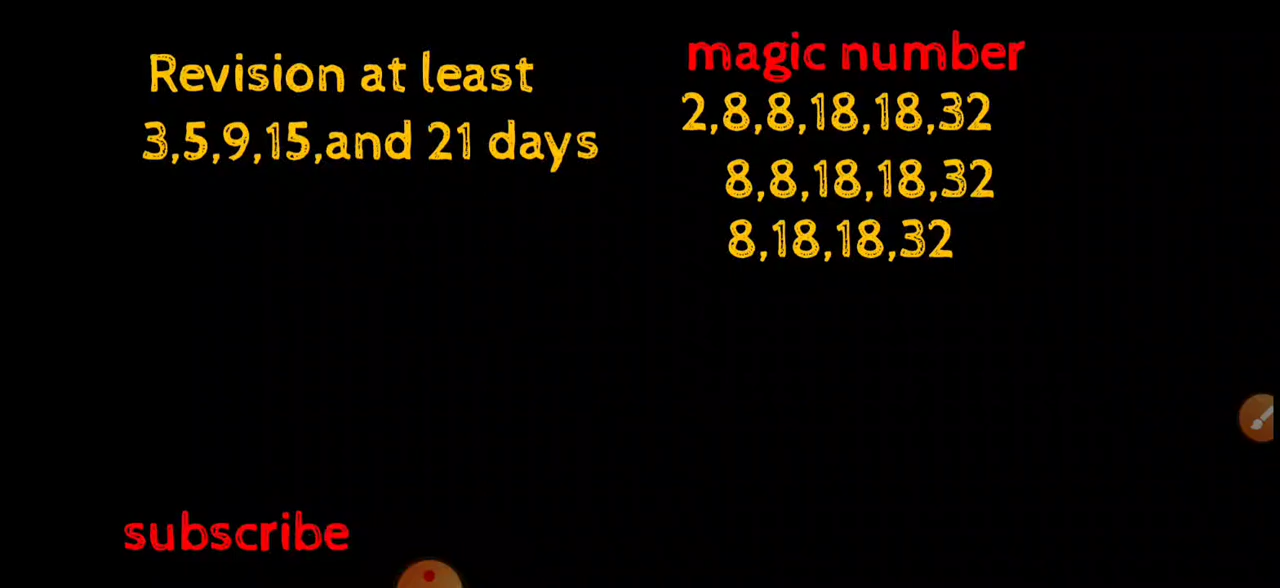 Revision at least
3,5,9,15,and 21 days
magic number
2,8,8,18,18,32
8,8,18,18,32
8,18,18,32
subscribe